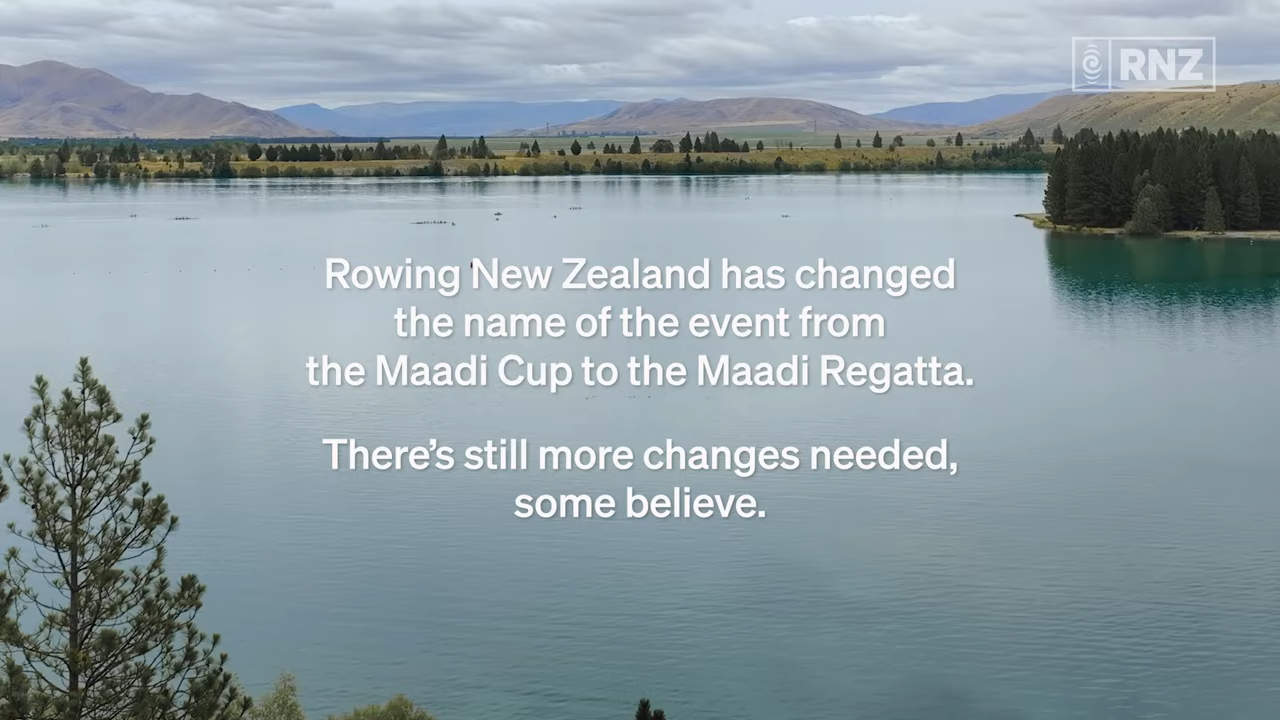 RNZ
Rowing New Zealand has changed
the name of the event from
the Maadi Cup to the Maadi Regatta.
There's still more changes needed,
some believe.